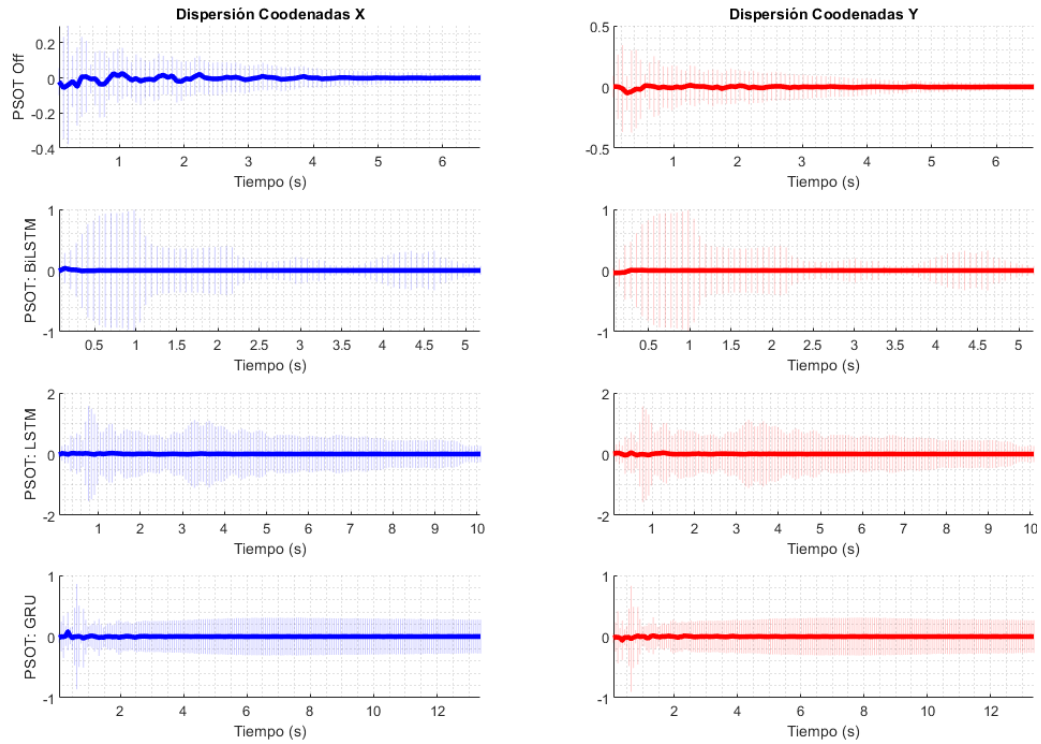 Dispersión Coodenadas X
PSOT Off
0.2
0
-0.2
-0.4
1 2 3 4 5 6
Tiempo (s)
Dispersión Coodenadas Y
0.5
0
-0.5
1 2 3 4 5 6
Tiempo (s)
PSOT: BiLSTM
1
0
-1
0.5 1 1.5 2 2.5 3 3.5 4 4.5 5
Tiempo (s)
1
0
-1
0.5 1 1.5 2 2.5 3 3.5 4 4.5 5
Tiempo (s)
PSOT: LSTM
2
0
-2
1 2 3 4 5 6 7 8 9 10
Tiempo (s)
2
0
-2
1 2 3 4 5 6 7 8 9 10
Tiempo (s)
PSOT: GRU
1
0
-1
2 4 6 8 10 12
Tiempo (s)
1
0
-1
2 4 6 8 10 12
Tiempo (s)